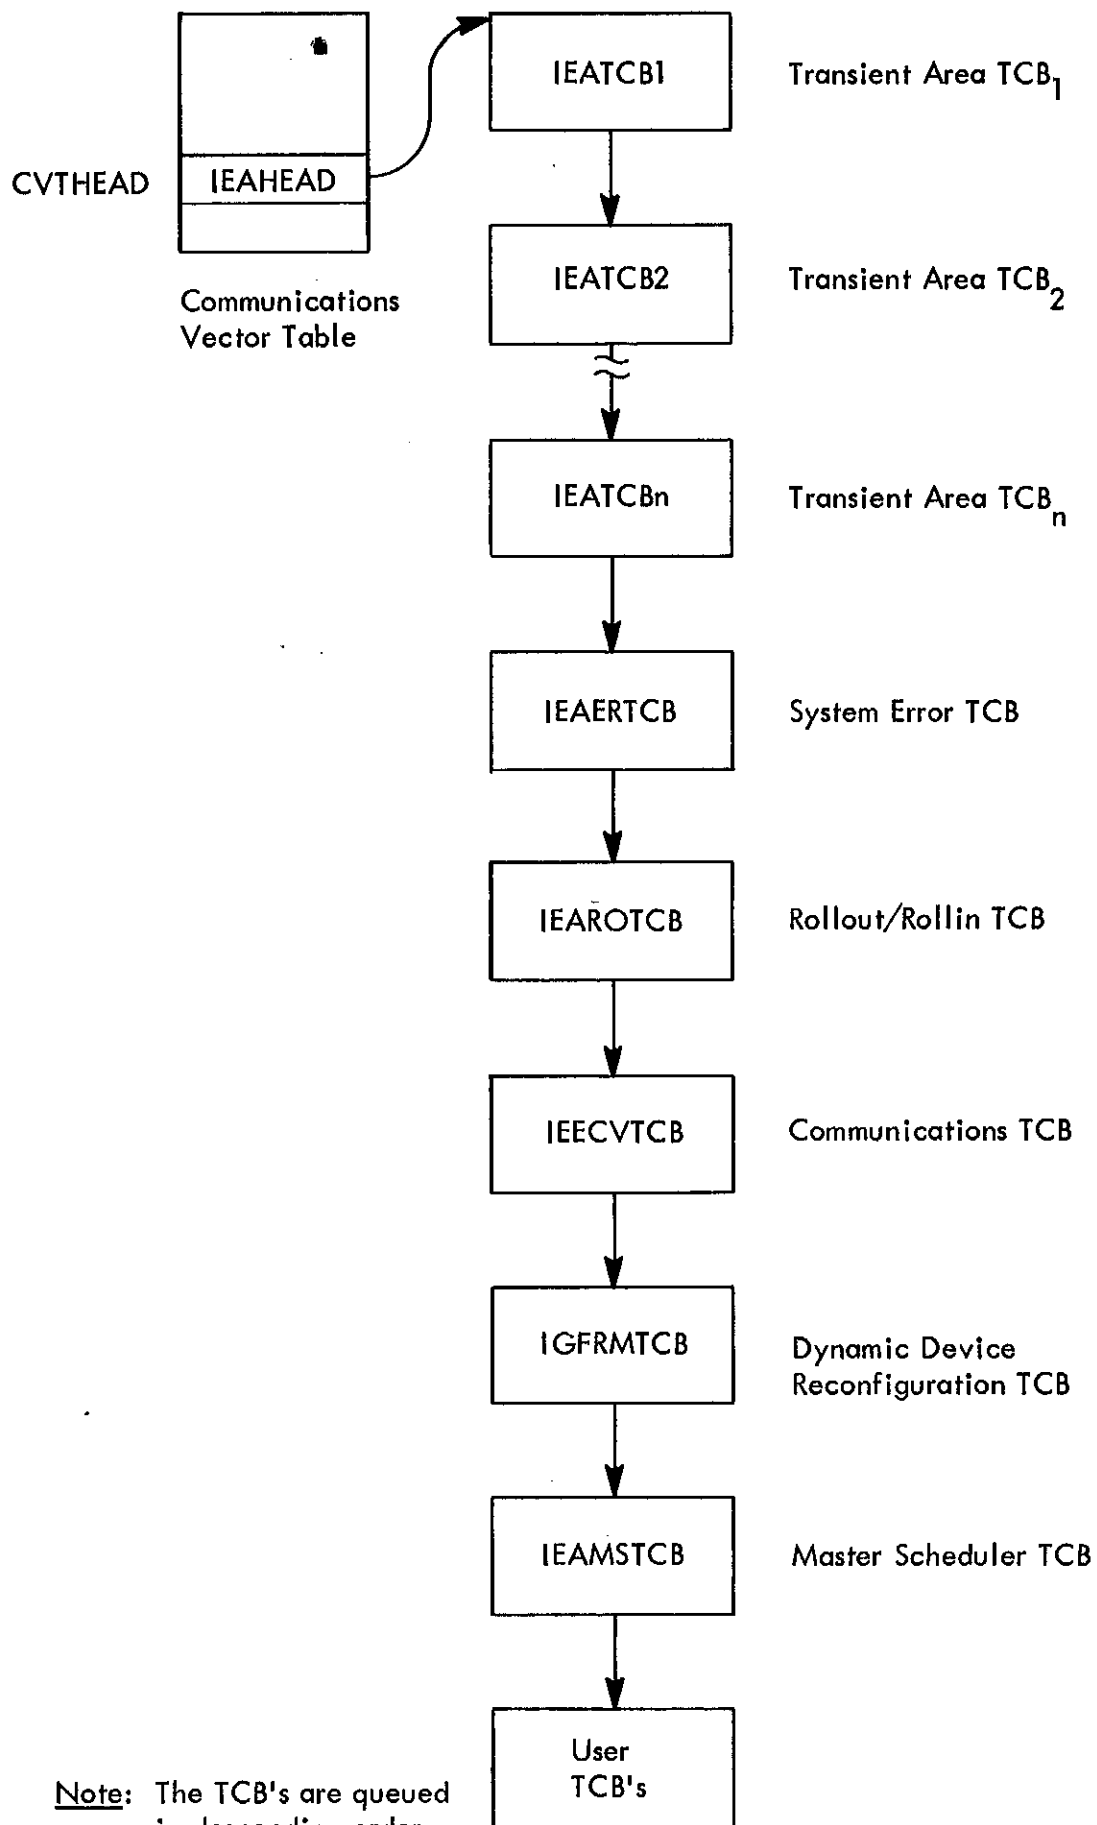 IEATCB1
Transient Area TCB1
CVTHEAD
IEAHEAD
Communications
Vector Table
IEATCB2
Transient Area TCB2
IEATCBn
Transient Area TCBn
IEAERTCB
System Error TCB
IEAROTCB
Rollout/Rollin TCB
IEECVTCB
Communications TCB
IGFRMTCB
Dynamic Device
Reconfiguration TCB
IEAMSTCB
Master Scheduler TCB
User
TCB's
Note: The TCB's are queued